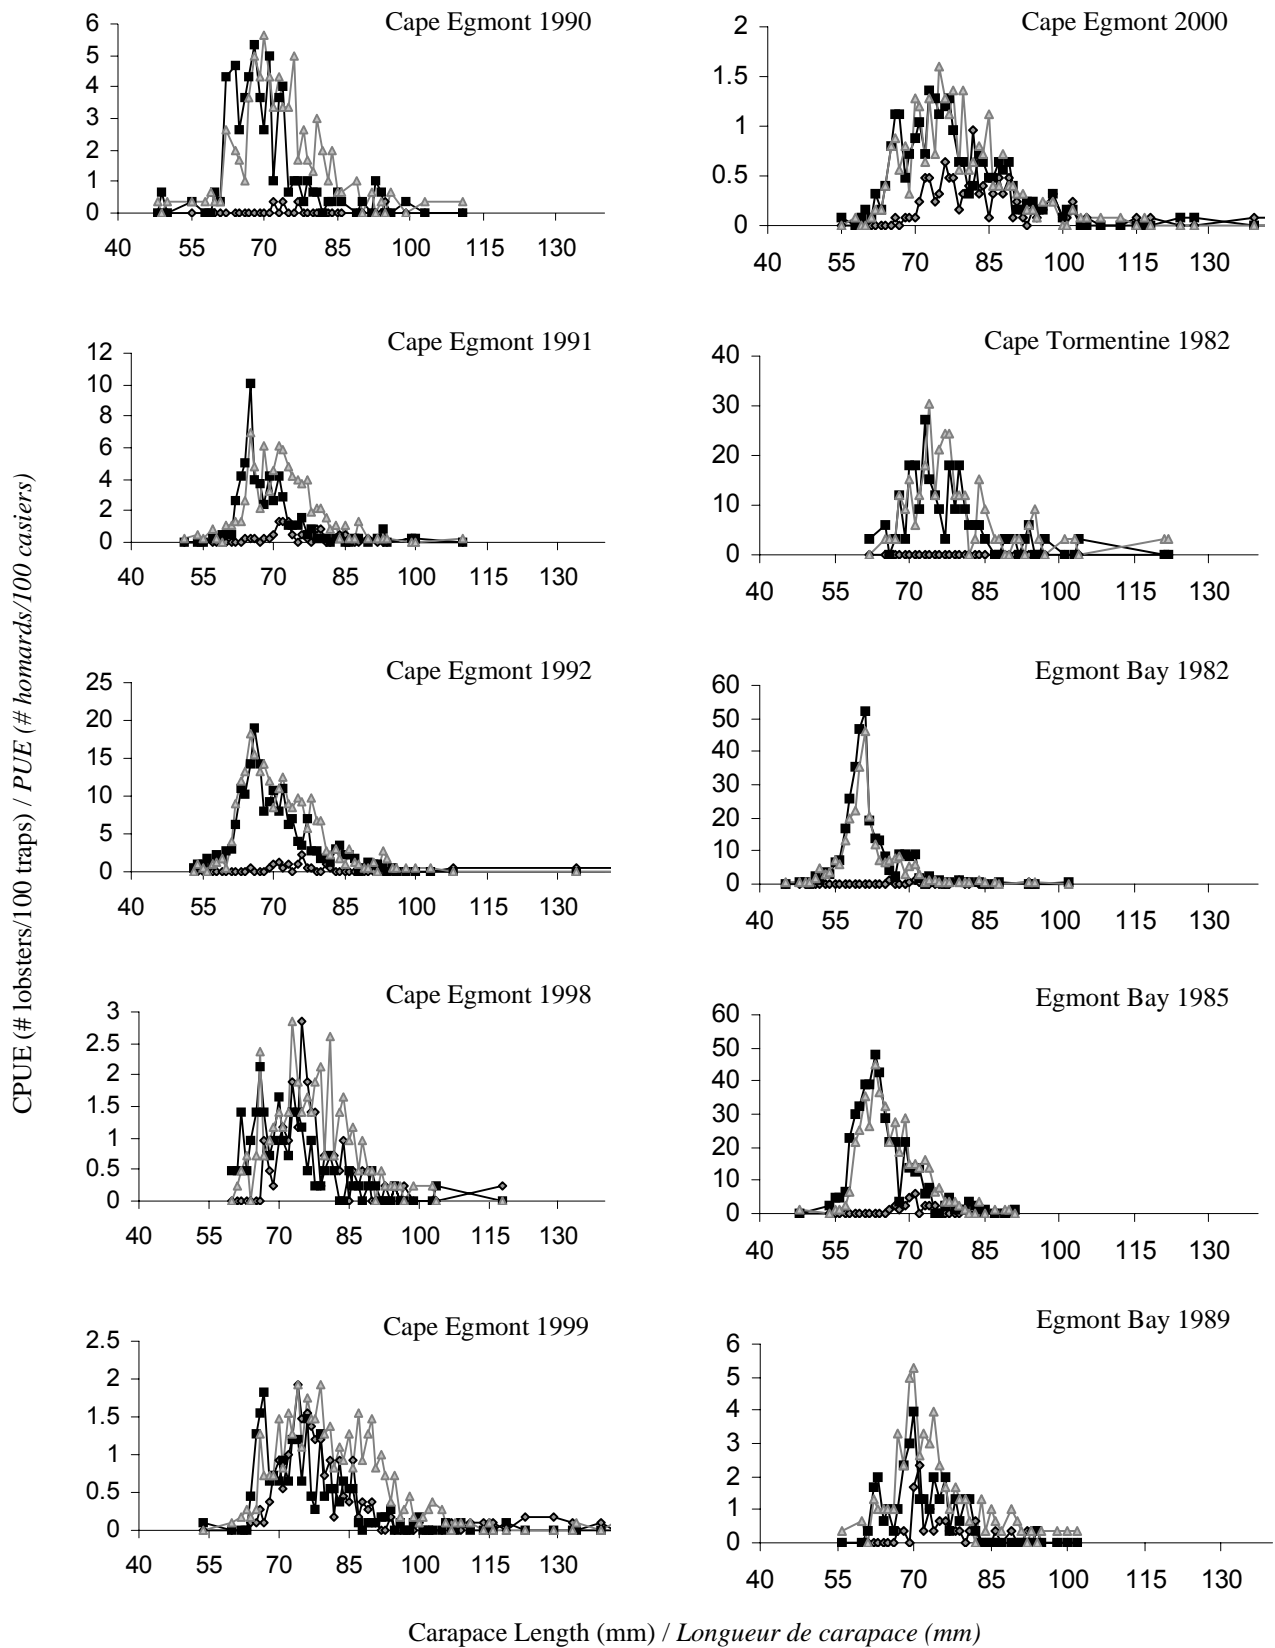 CPUE (# lobsters/100 traps) / PUE (# homards/100 casiers)
Cape Egmont 1990
6
5
4
3
2
1
0
40 55 70 85 100 115 130
Cape Egmont 1991
12
10
8
6
4
2
0
40 55 70 85 100 115 130
Cape Egmont 1992
25
20
15
10
5
0
40 55 70 85 100 115 130
Cape Egmont 1998
3
2.5
2
1.5
1
0.5
0
40 55 70 85 100 115 130
Cape Egmont 1999
2.5
2
1.5
1
0.5
0
40 55 70 85 100 115 130
Cape Egmont 2000
2
1.5
1
0.5
0
40 55 70 85 100 115 130
Cape Tormentine 1982
40
30
20
10
0
40 55 70 85 100 115 130
Egmont Bay 1982
60
50
40
30
20
10
0
40 55 70 85 100 115 130
Egmont Bay 1985
60
50
40
30
20
10
0
40 55 70 85 100 115 130
Egmont Bay 1989
6
5
4
3
2
1
0
40 55 70 85 100 115 130
Carapace Length (mm) / Longueur de carapace (mm)